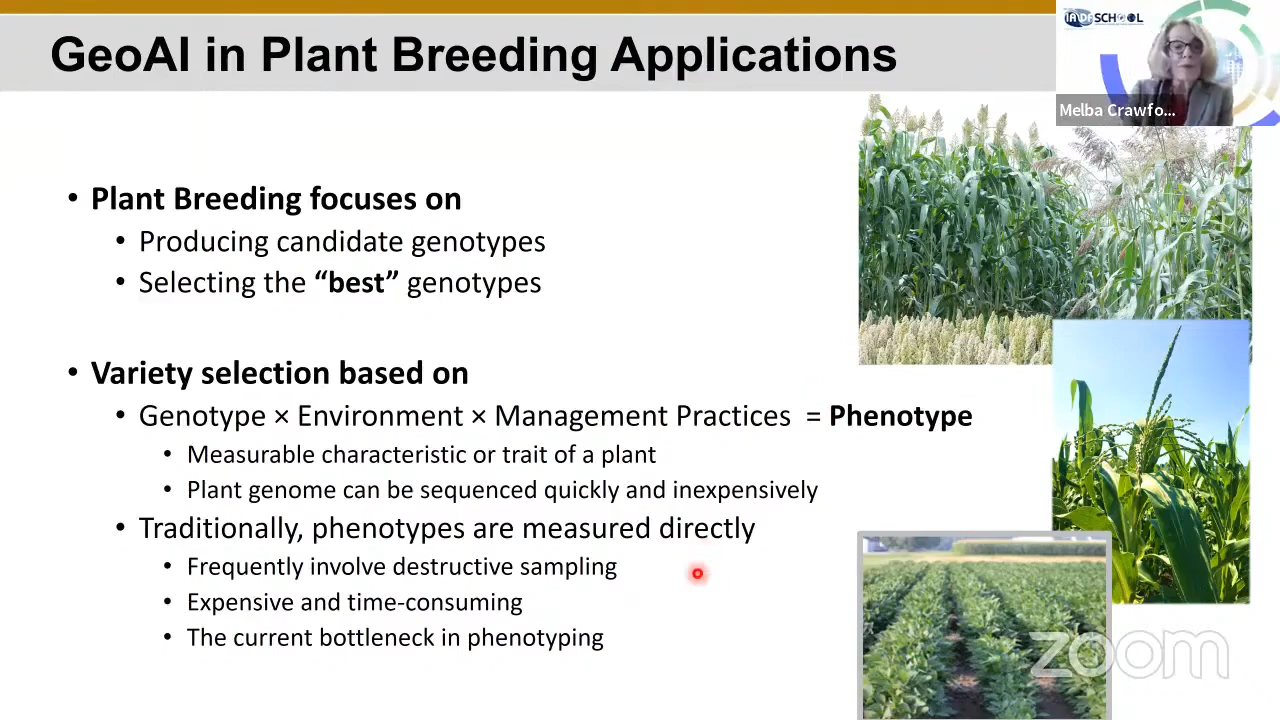 GeoAI in Plant Breeding Applications
SCHOOL
Melba Crawfo...
• Plant Breeding focuses on
• Producing candidate genotypes
• Selecting the “best” genotypes
• Variety selection based on
• Genotype × Environment × Management Practices = Phenotype
• Measurable characteristic or trait of a plant
• Plant genome can be sequenced quickly and inexpensively
• Traditionally, phenotypes are measured directly
• Frequently involve destructive sampling
• Expensive and time-consuming
• The current bottleneck in phenotyping
zoom